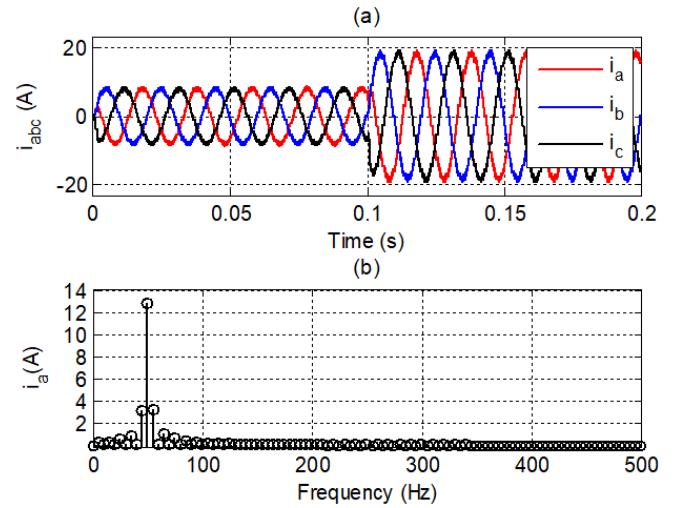 (a)
20
0
-20
i_abc (A)
i_a
i_b
i_c
0 0.05 0.1 0.15 0.2
Time (s)
(b)
14
12
10
8
6
4
2
i_a(A)
0 100 200 300 400 500
Frequency (Hz)